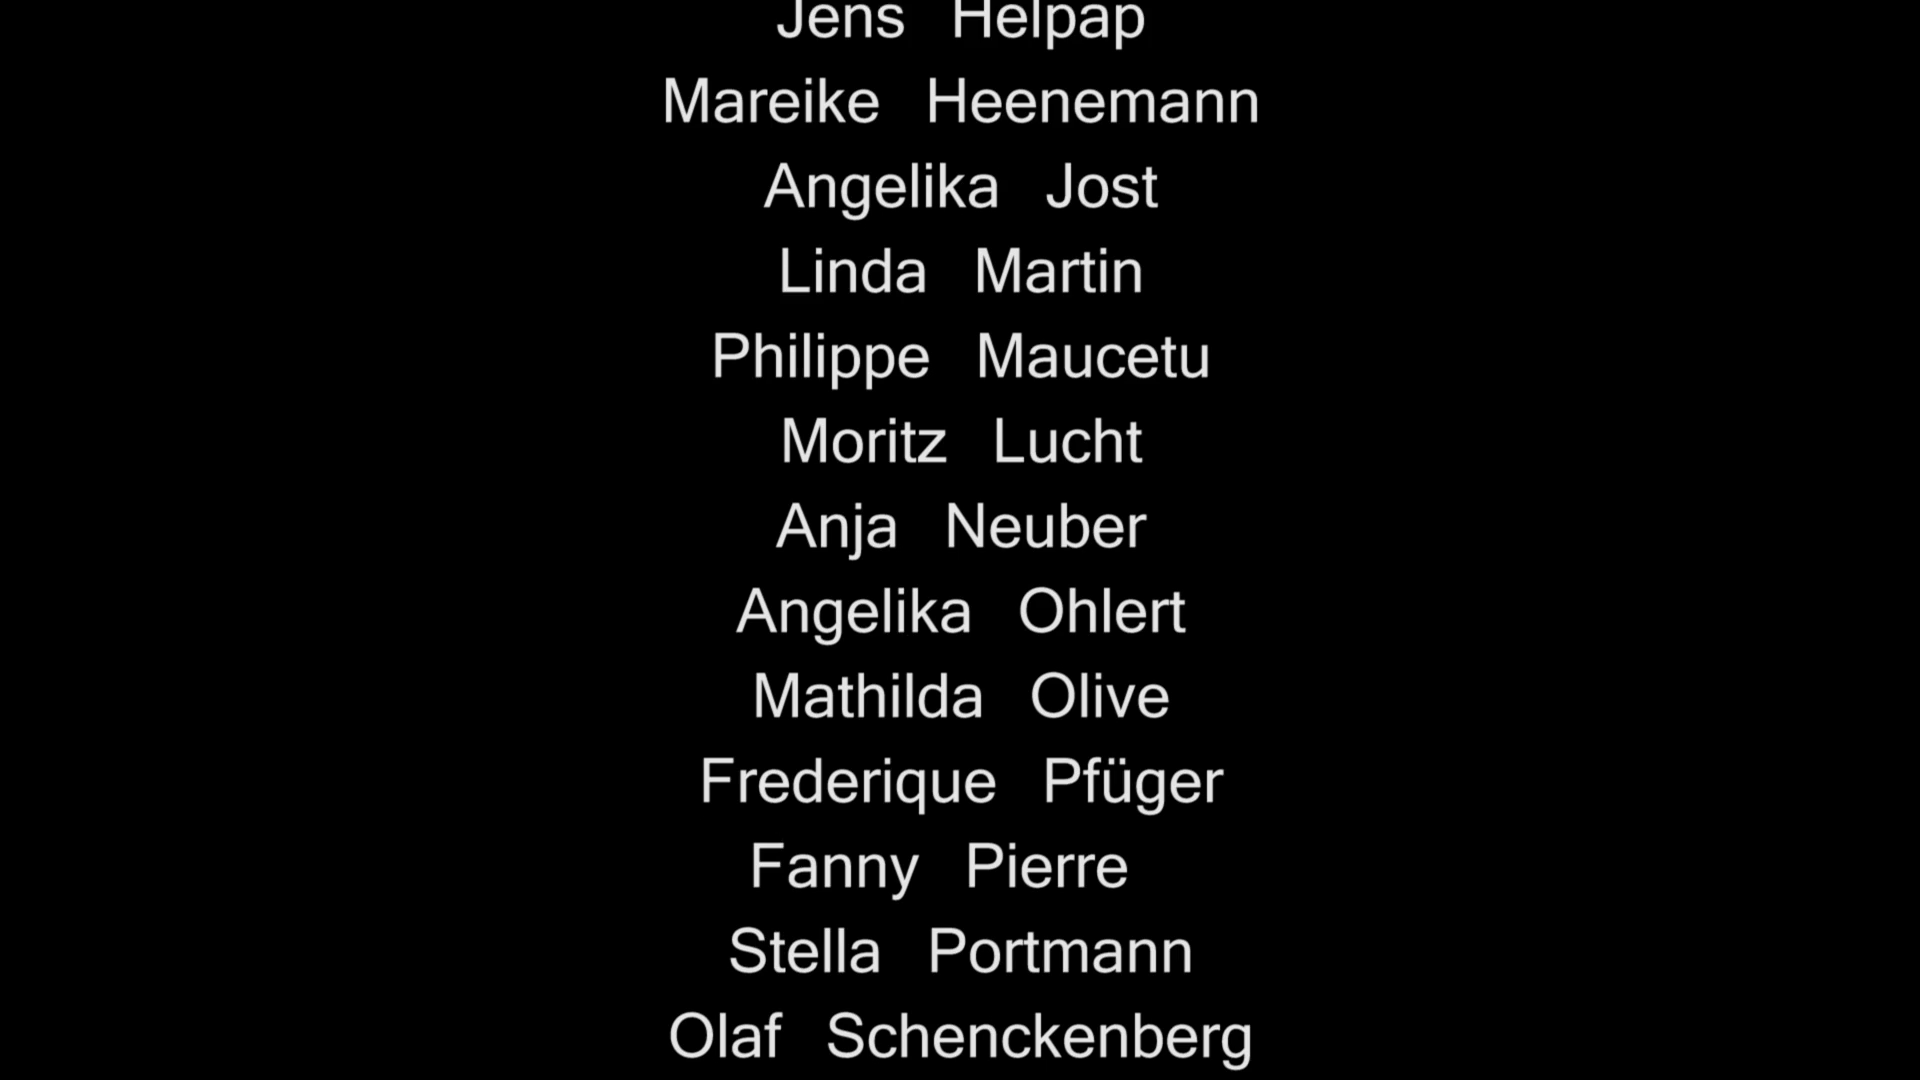 Jens Helpap
Mareike Heenemann
Angelika Jost
Linda Martin
Philippe Maucetu
Moritz Lucht
Anja Neuber
Angelika Ohlert
Mathilda Olive
Frederique Pfüger
Fanny Pierre
Stella Portmann
Olaf Schenckenberg